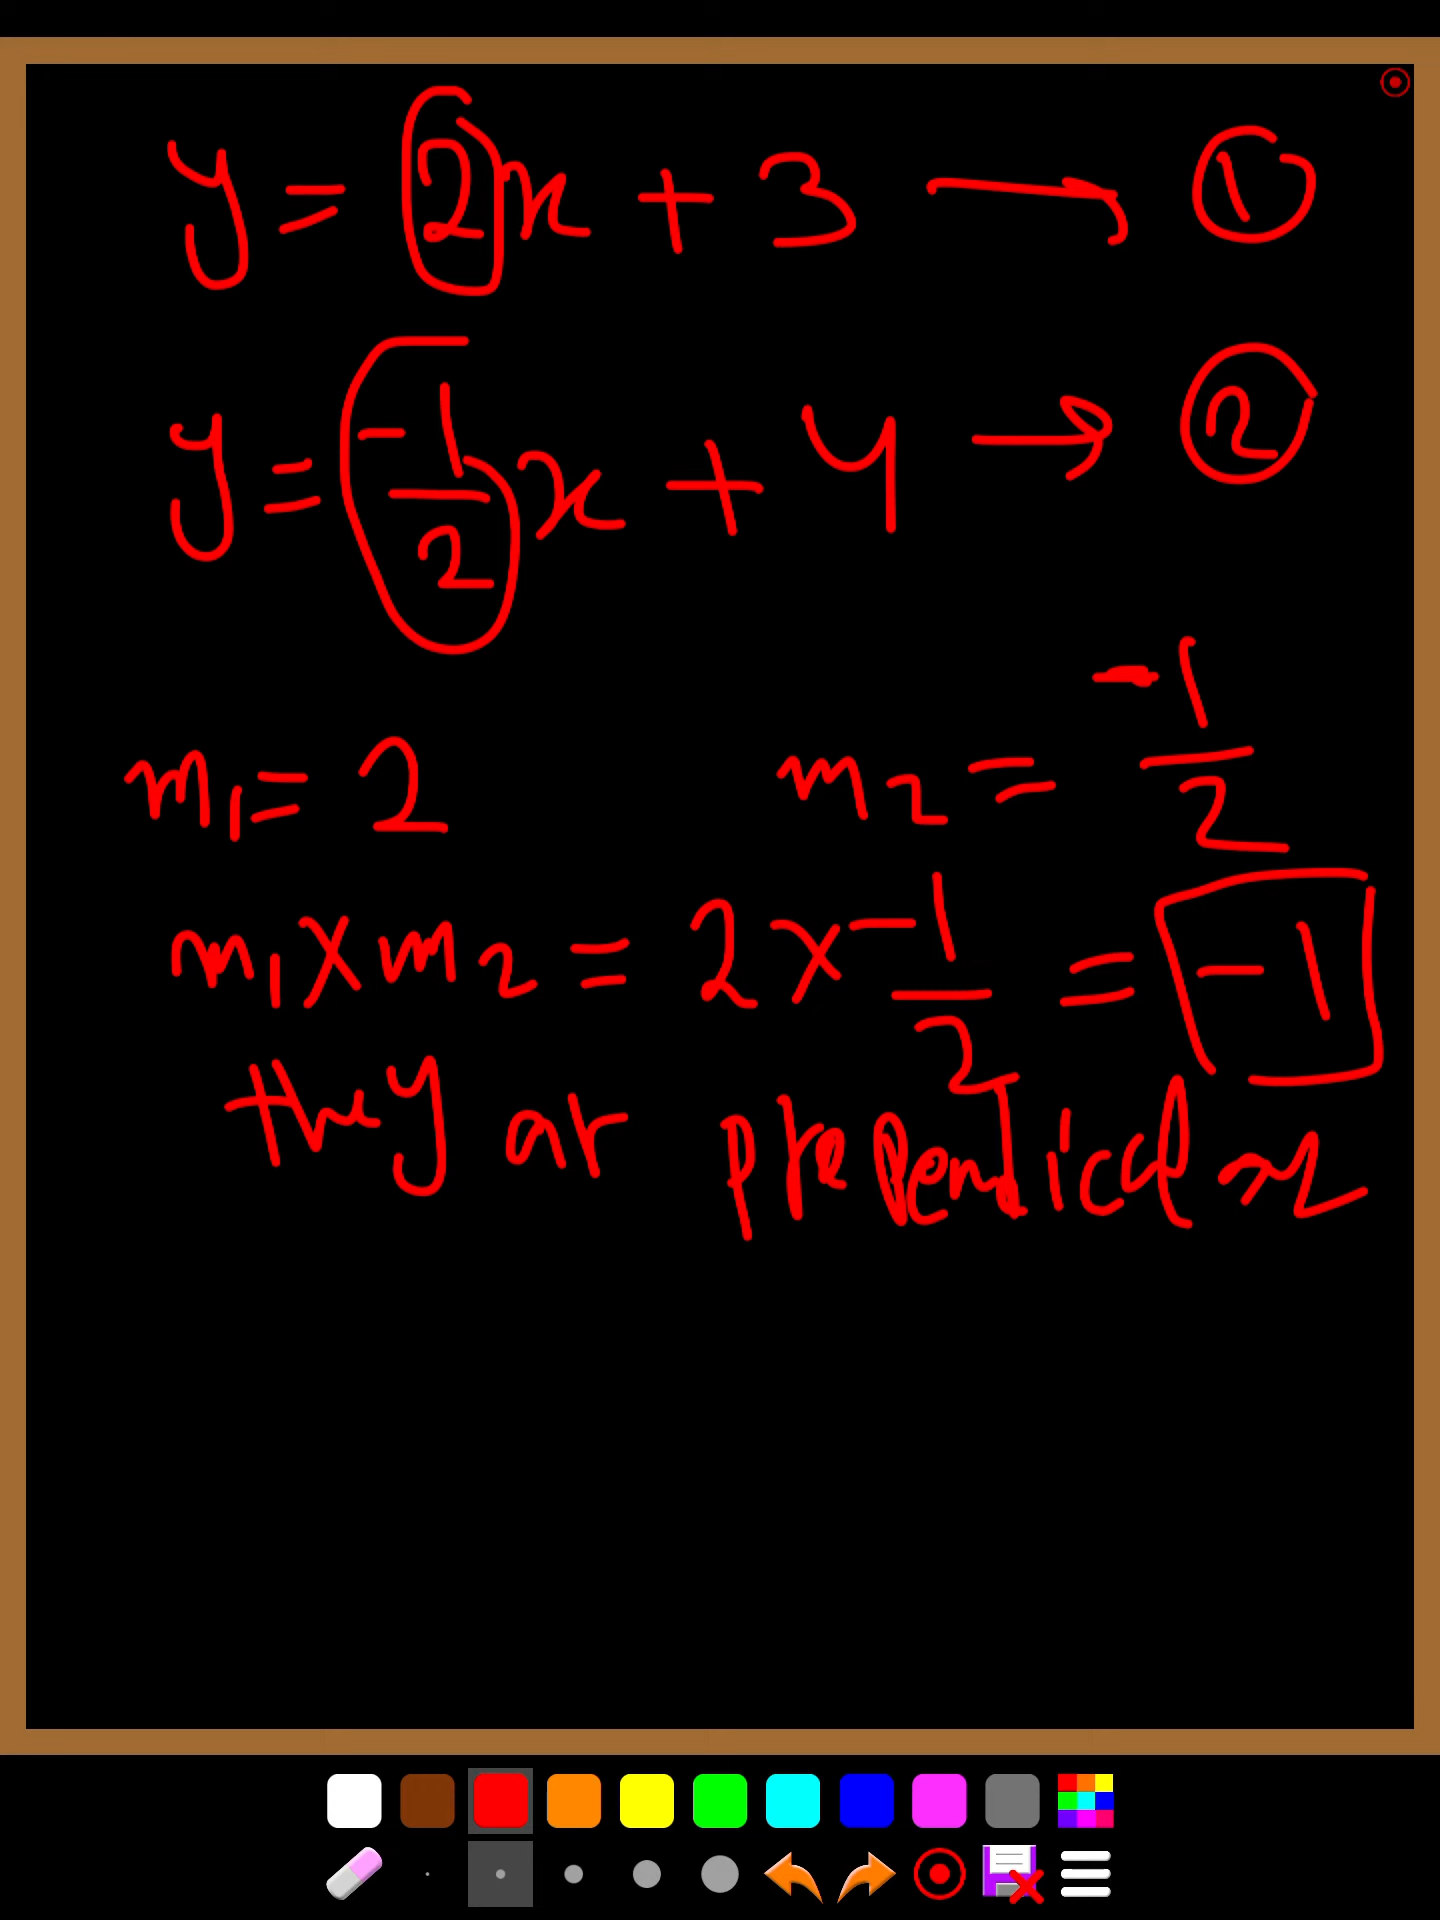 y = 2x + 3 → ①
y = -1/2 x + 4 → ②
m₁ = 2 m₂ = -1/2
m₁ × m₂ = 2 × -1/2 = -1
they ar